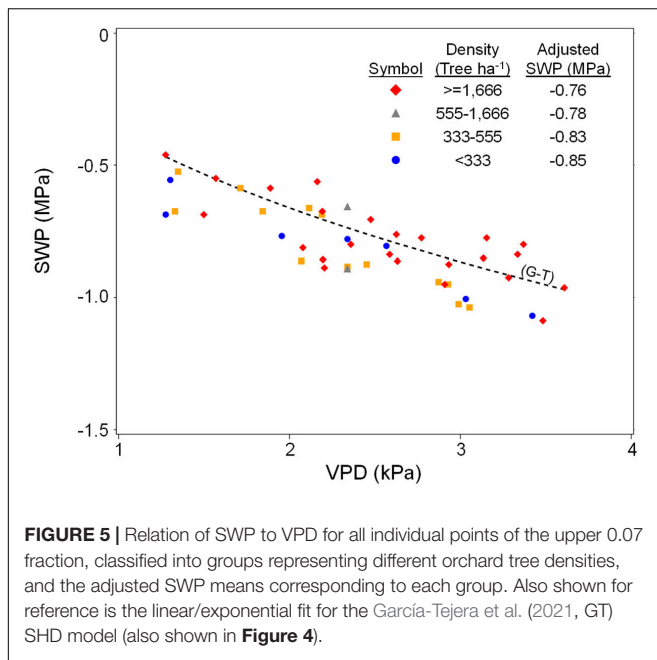 0
-0.5
-1.0
-1.5
SWP (MPa)
Density Adjusted
Symbol (Tree ha⁻¹) SWP (MPa)
>=1,666 -0.76
555-1,666 -0.78
333-555 -0.83
<333 -0.85
(G-T)
1 2 3 4
VPD (kPa)
FIGURE 5 | Relation of SWP to VPD for all individual points of the upper 0.07
fraction, classified into groups representing different orchard tree densities,
and the adjusted SWP means corresponding to each group. Also shown for
reference is the linear/exponential fit for the García-Tejera et al. (2021, GT)
SHD model (also shown in Figure 4).